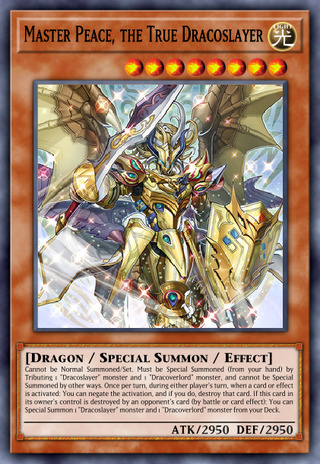 Master Peace, the True Dracoslayer
LIGHT
光
[Dragon / Special Summon / Effect]
Cannot be Normal Summoned/Set. Must be Special Summoned (from your hand) by
Tributing 1 "Dracoslayer" monster and 1 "Dracoverlord" monster, and cannot be Special
Summoned by other ways. Once per turn, during either player's turn, when a card or effect
is activated: You can negate the activation, and if you do, destroy that card. If this card in
its owner's control is destroyed by an opponent's card (by battle or card effect): You can
Special Summon 1 "Dracoslayer" monster and 1 "Dracoverlord" monster from your Deck.
ATK/2950 DEF/2950